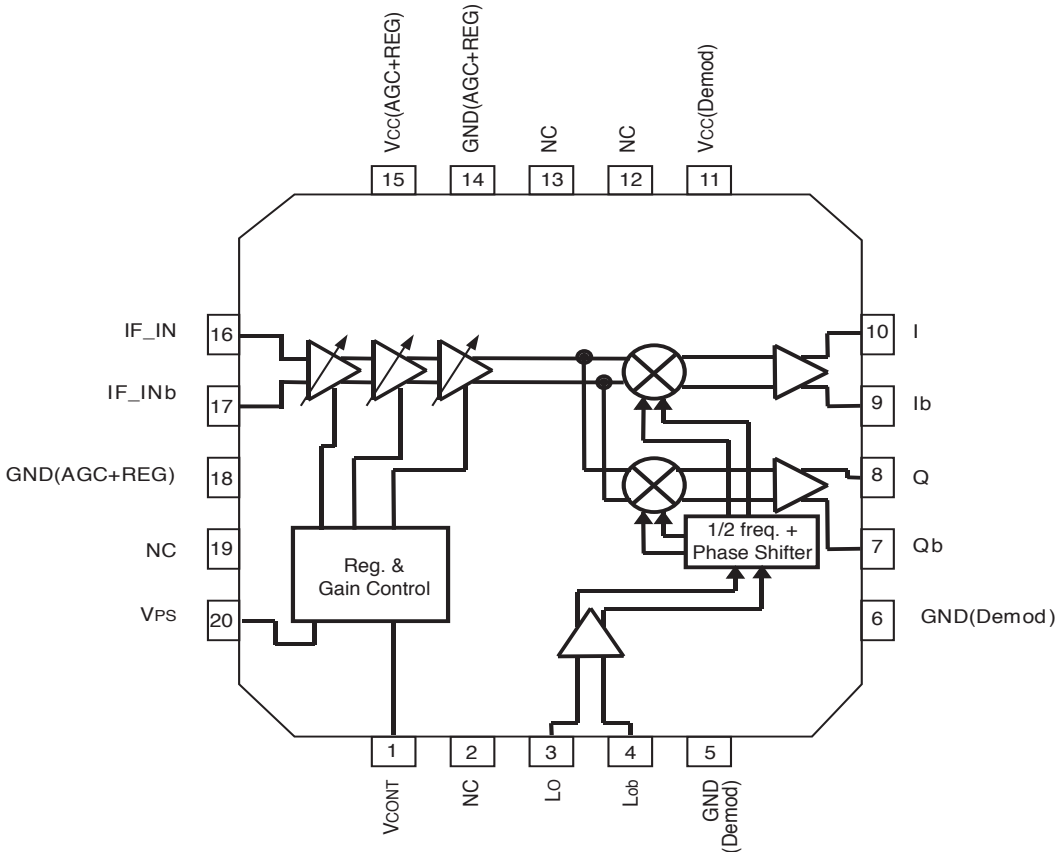 VCC(AGC+REG)
GND(AGC+REG)
NC
NC
VCC(Demod)
15
14
13
12
11
IF_IN
16
IF_INb
17
GND(AGC+REG)
18
NC
19
VPS
20
10
I
9
Ib
8
Q
7
Qb
6
GND(Demod)
1/2 freq. +
Phase Shifter
Reg. &
Gain Control
1
2
3
4
5
VCONT
NC
LO
LOb
GND
(Demod)